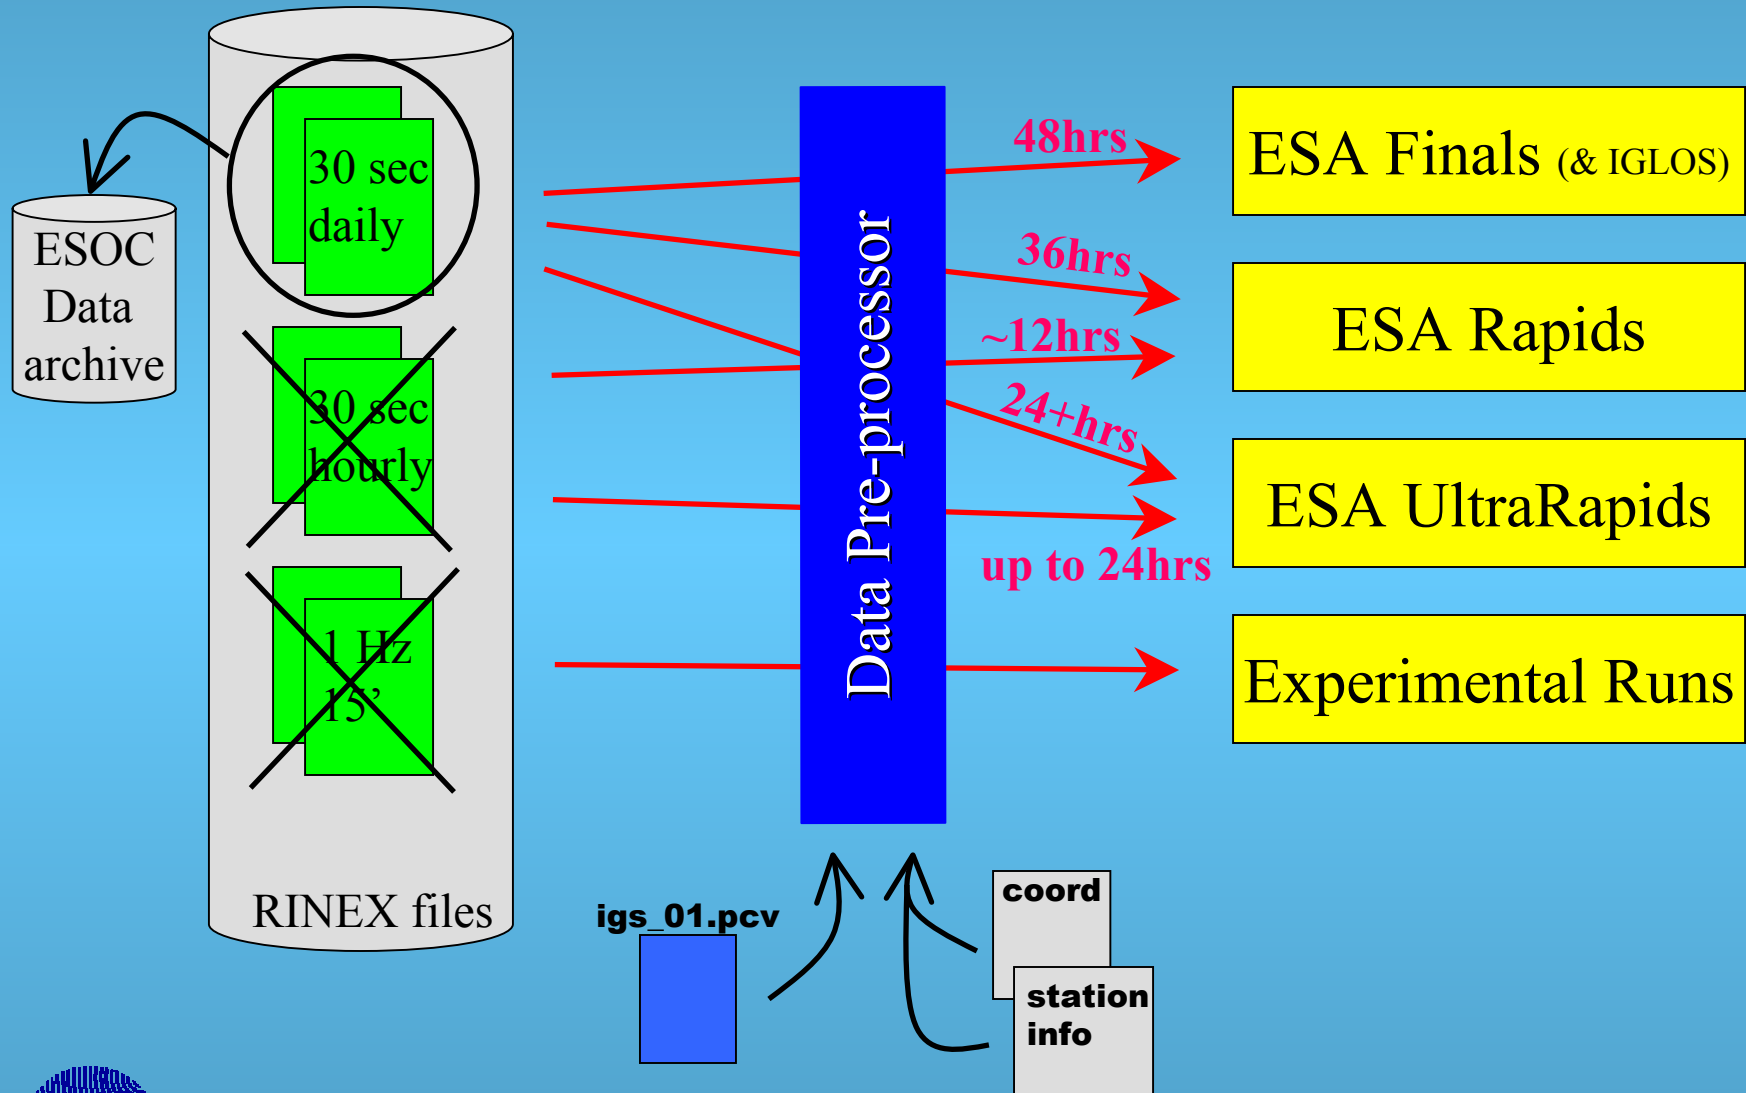 30 sec
daily
ESOC
Data
archive
30 sec
hourly
1 Hz
15’
RINEX files
Data Pre-processor
48hrs
36hrs
~12hrs
24+hrs
up to 24hrs
ESA Finals (& IGLOS)
ESA Rapids
ESA UltraRapids
Experimental Runs
igs_01.pcv
coord
station
info